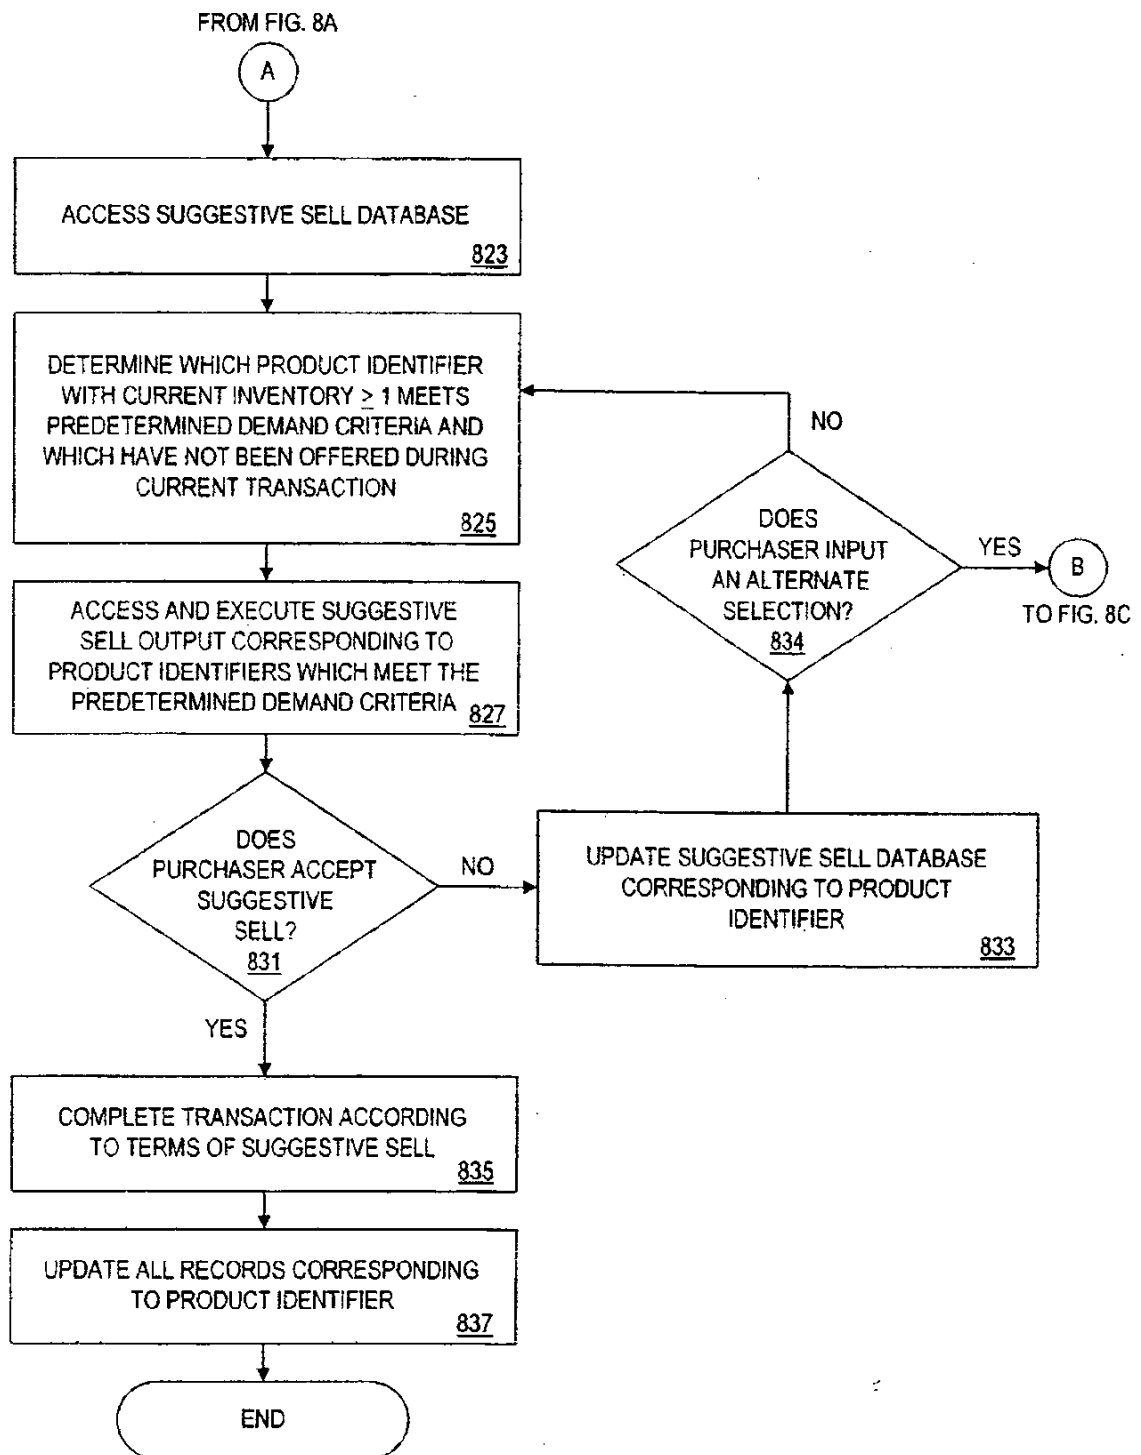 FROM FIG. 8A
A
ACCESS SUGGESTIVE SELL DATABASE
823
DETERMINE WHICH PRODUCT IDENTIFIER
WITH CURRENT INVENTORY ≥ 1 MEETS
PREDETERMINED DEMAND CRITERIA AND
WHICH HAVE NOT BEEN OFFERED DURING
CURRENT TRANSACTION
825
ACCESS AND EXECUTE SUGGESTIVE
SELL OUTPUT CORRESPONDING TO
PRODUCT IDENTIFIERS WHICH MEET THE
PREDETERMINED DEMAND CRITERIA
827
DOES
PURCHASER ACCEPT
SUGGESTIVE
SELL?
831
NO
UPDATE SUGGESTIVE SELL DATABASE
CORRESPONDING TO PRODUCT
IDENTIFIER
833
DOES
PURCHASER INPUT
AN ALTERNATE
SELECTION?
834
NO
YES
B
TO FIG. 8C
YES
COMPLETE TRANSACTION ACCORDING
TO TERMS OF SUGGESTIVE SELL
835
UPDATE ALL RECORDS CORRESPONDING
TO PRODUCT IDENTIFIER
837
END